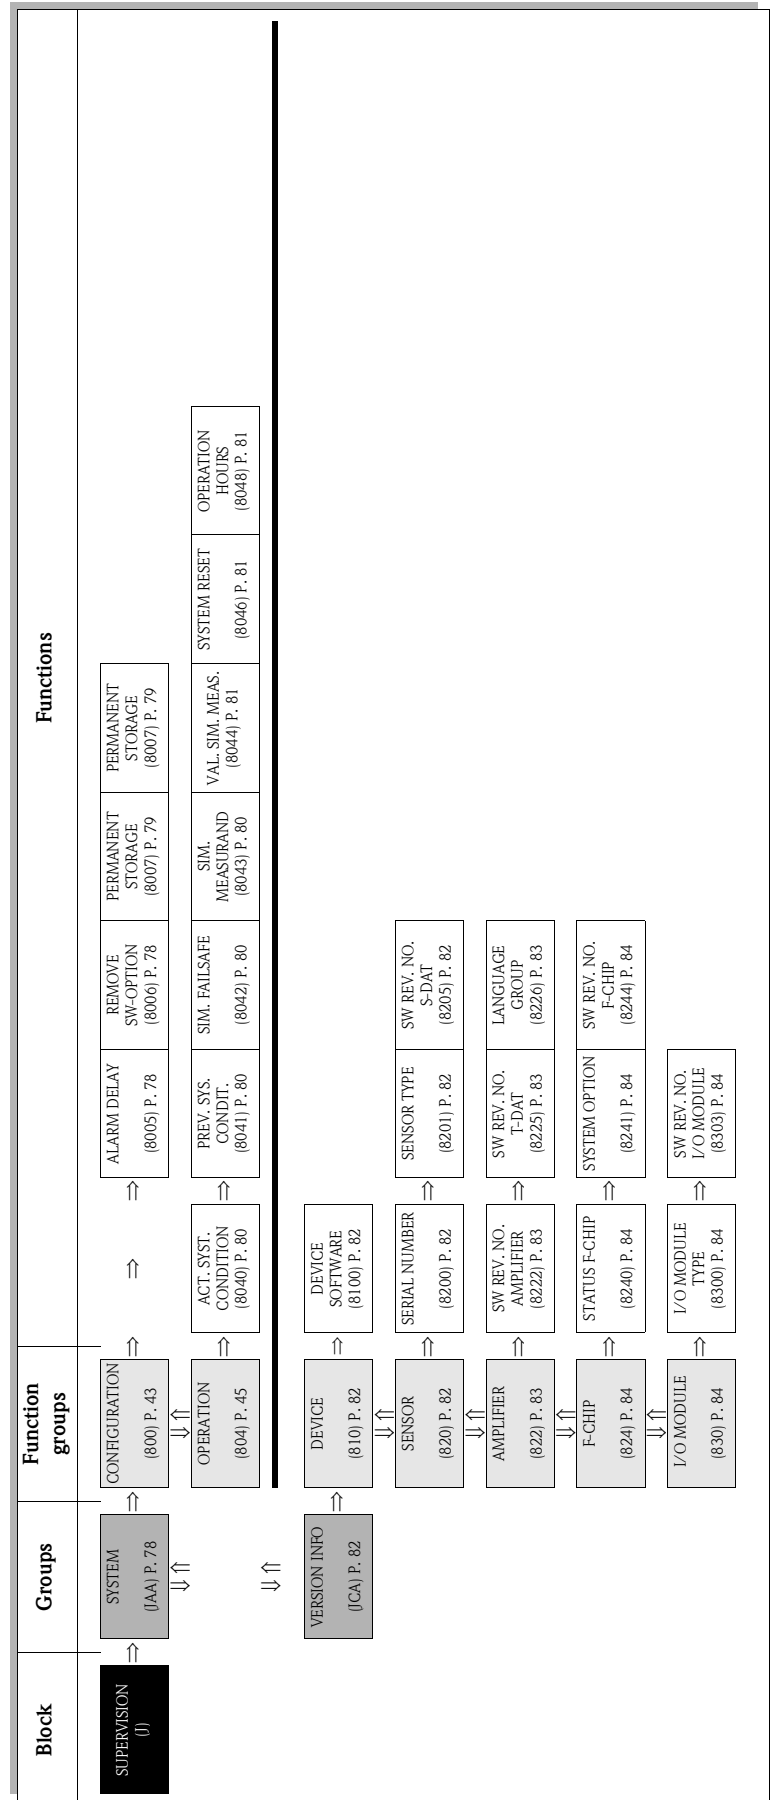 Block
Groups
Function
groups
Functions
SUPERVISION
(J)
SYSTEM
(JAA) P. 78
⇒
⇒
CONFIGURATION
(800) P. 43
⇒
⇒
⇒
ALARM DELAY
(8005) P. 78
REMOVE
SW-OPTION
(8006) P. 78
PERMANENT
STORAGE
(8007) P. 79
PERMANENT
STORAGE
(8007) P. 79
⇓⇑
⇓⇑
OPERATION
(804) P. 45
⇒
ACT. SYST.
CONDITION
(8040) P. 80
⇒
PREV. SYS.
CONDIT.
(8041) P. 80
SIM. FAILSAFE
(8042) P. 80
SIM.
MEASURAND
(8043) P. 80
VAL. SIM. MEAS.
(8044) P. 81
SYSTEM RESET
(8046) P. 81
OPERATION
HOURS
(8048) P. 81
⇓⇑
VERSION INFO
(JCA) P. 82
⇒
DEVICE
(810) P. 82
⇒
DEVICE
SOFTWARE
(8100) P. 82
⇓⇑
SENSOR
(820) P. 82
⇒
SERIAL NUMBER
(8200) P. 82
⇒
SENSOR TYPE
(8201) P. 82
SW REV. NO.
S-DAT
(8205) P. 82
⇓⇑
AMPLIFIER
(822) P. 83
⇒
SW REV. NO.
AMPLIFIER
(8222) P. 83
⇒
SW REV. NO.
T-DAT
(8225) P. 83
LANGUAGE
GROUP
(8226) P. 83
⇓⇑
F-CHIP
(824) P. 84
⇒
STATUS F-CHIP
(8240) P. 84
⇒
SYSTEM OPTION
(8241) P. 84
SW REV. NO.
F-CHIP
(8244) P. 84
⇓⇑
I/O MODULE
(830) P. 84
⇒
I/O MODULE
TYPE
(8300) P. 84
⇒
SW REV. NO.
I/O MODULE
(8303) P. 84